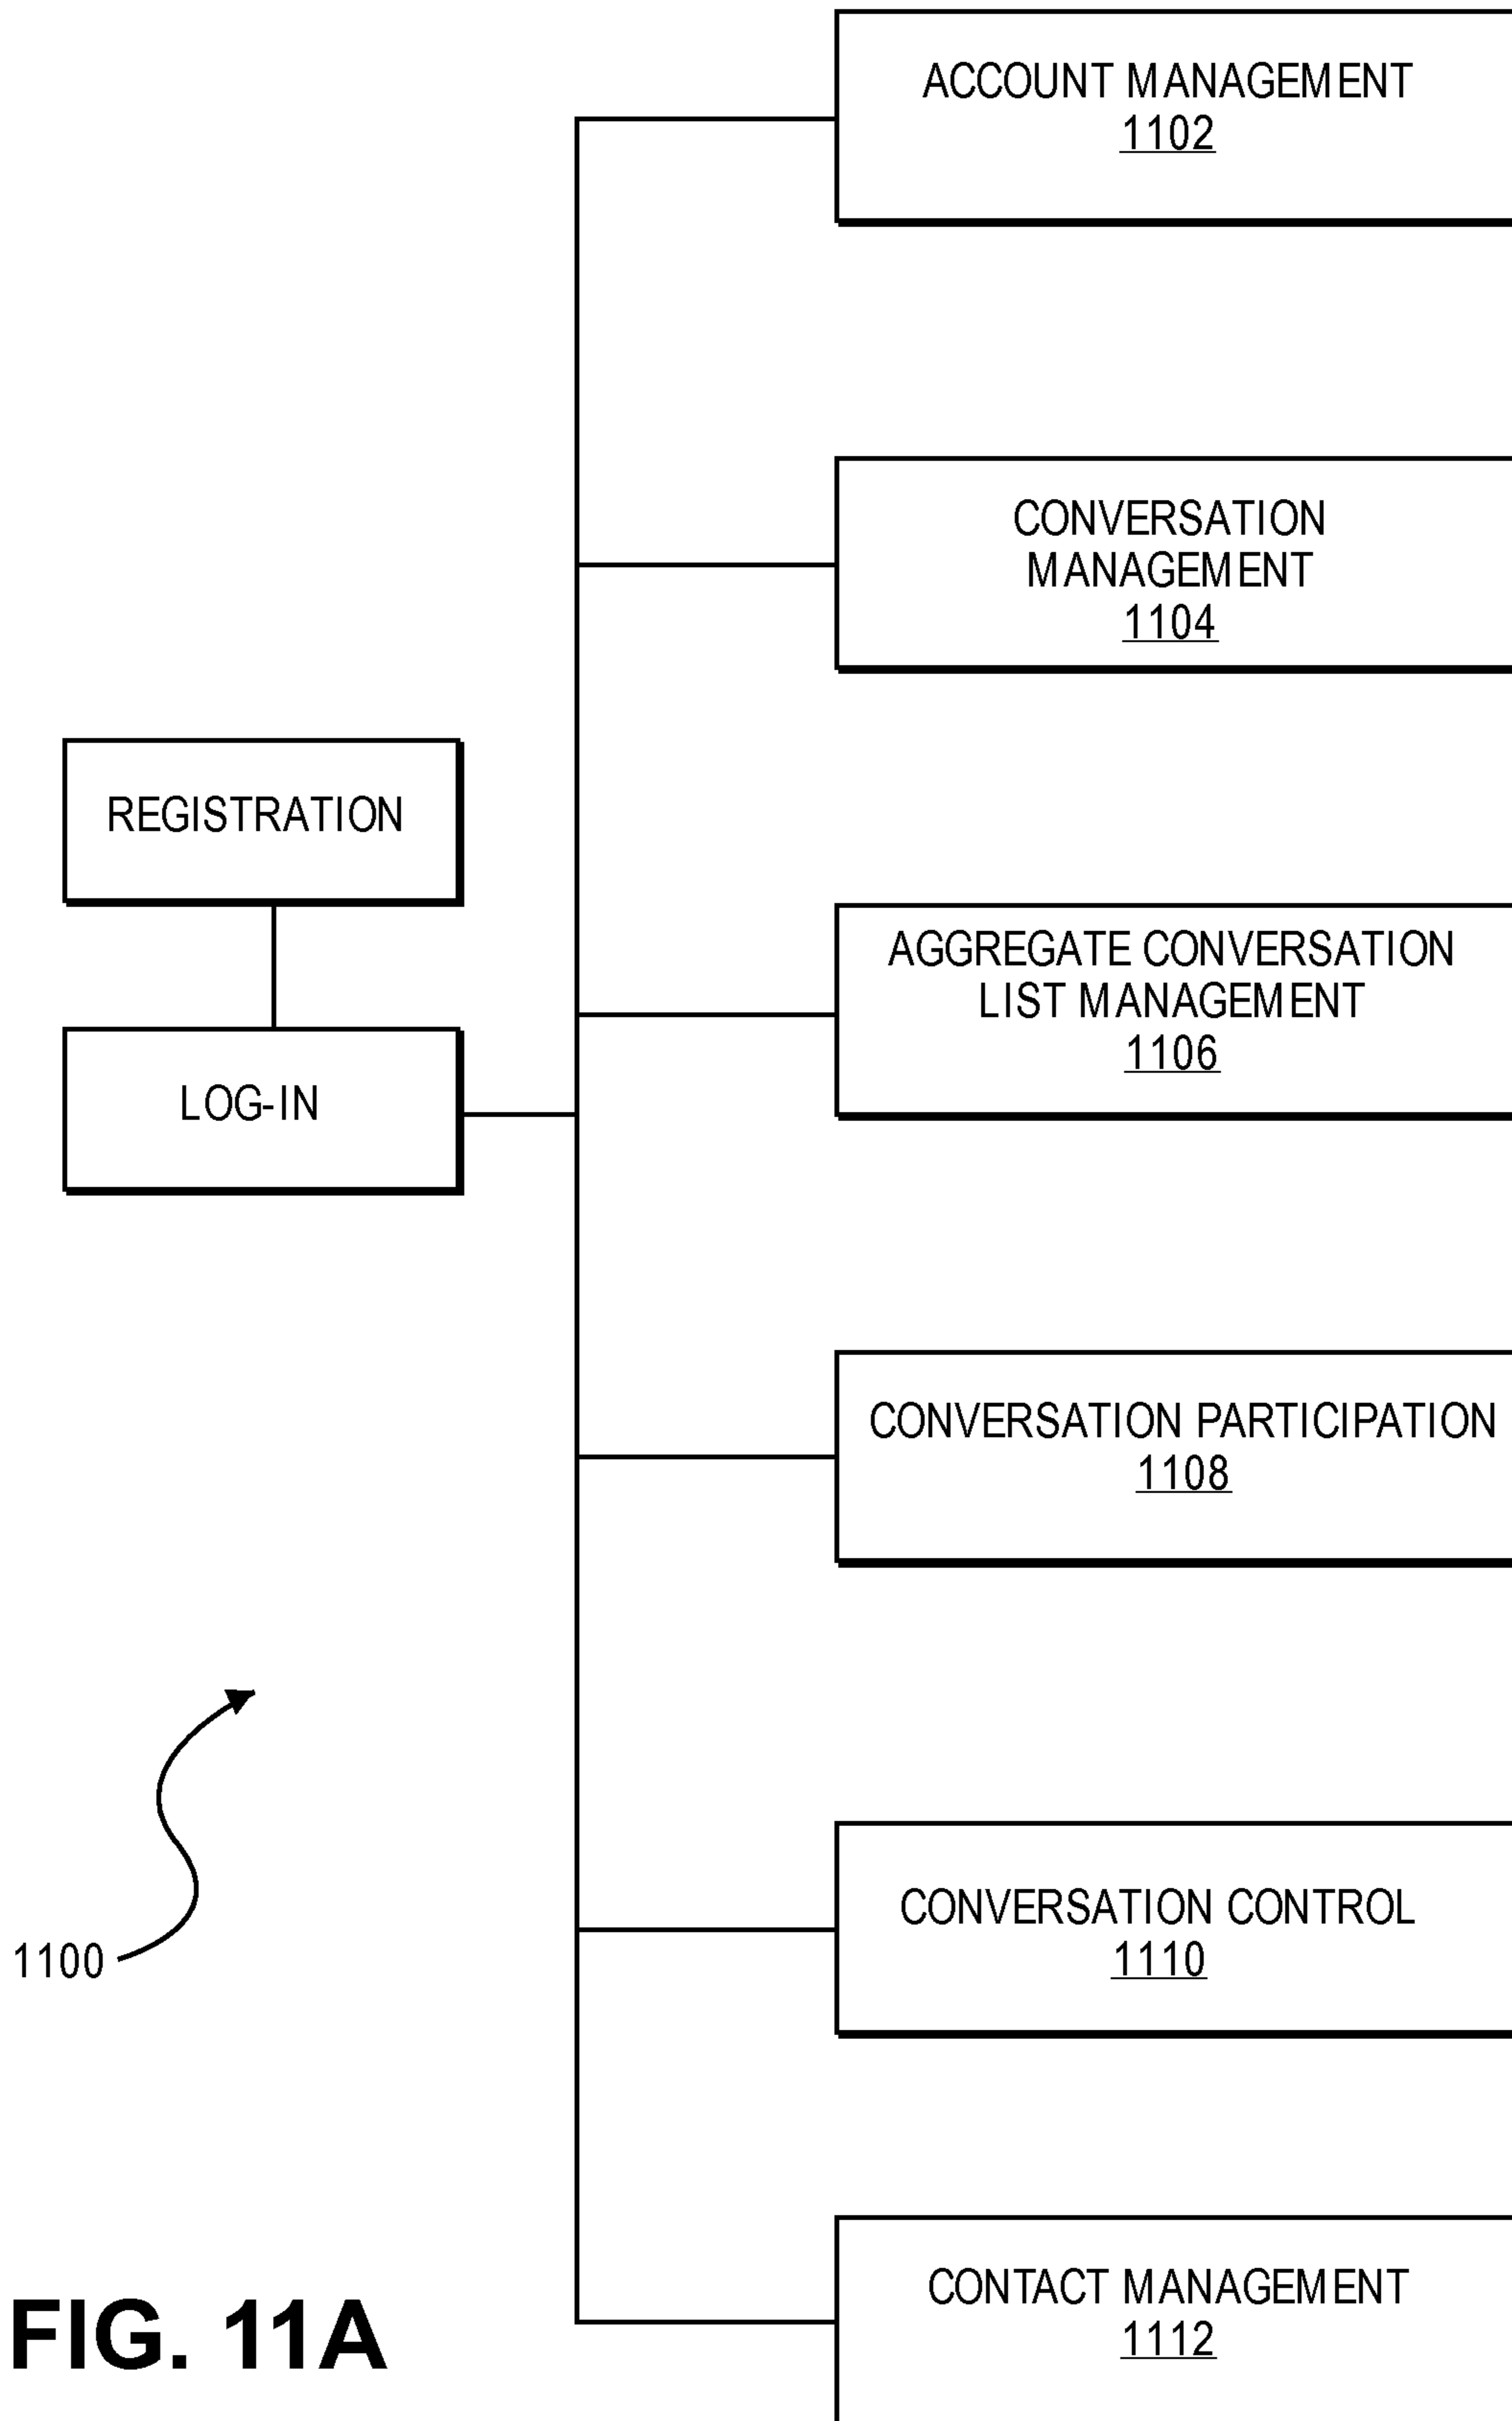 ACCOUNT MANAGEMENT
1102
CONVERSATION
MANAGEMENT
1104
REGISTRATION
AGGREGATE CONVERSATION
LIST MANAGEMENT
1106
LOG-IN
CONVERSATION PARTICIPATION
1108
CONVERSATION CONTROL
1110
1100
CONTACT MANAGEMENT
1112
FIG. 11A